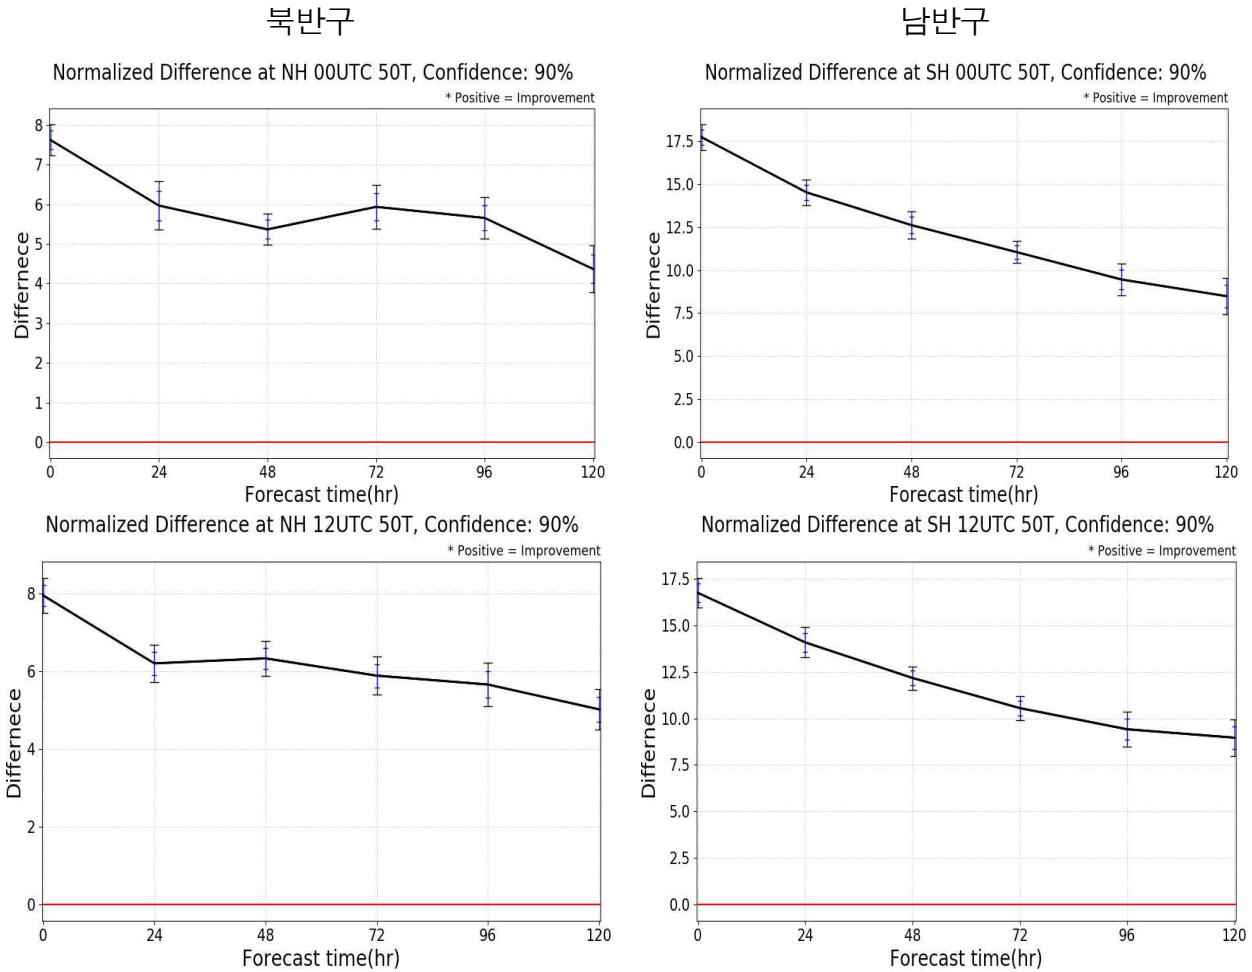 북반구
남반구
Normalized Difference at NH 00UTC 50T, Confidence: 90%
* Positive = Improvement
8
7
6
5
4
3
2
1
0
Differnece
0 24 48 72 96 120
Forecast time(hr)
Normalized Difference at SH 00UTC 50T, Confidence: 90%
* Positive = Improvement
17.5
15.0
12.5
10.0
7.5
5.0
2.5
0.0
Differnece
0 24 48 72 96 120
Forecast time(hr)
Normalized Difference at NH 12UTC 50T, Confidence: 90%
* Positive = Improvement
8
6
4
2
0
Differnece
0 24 48 72 96 120
Forecast time(hr)
Normalized Difference at SH 12UTC 50T, Confidence: 90%
* Positive = Improvement
17.5
15.0
12.5
10.0
7.5
5.0
2.5
0.0
Differnece
0 24 48 72 96 120
Forecast time(hr)